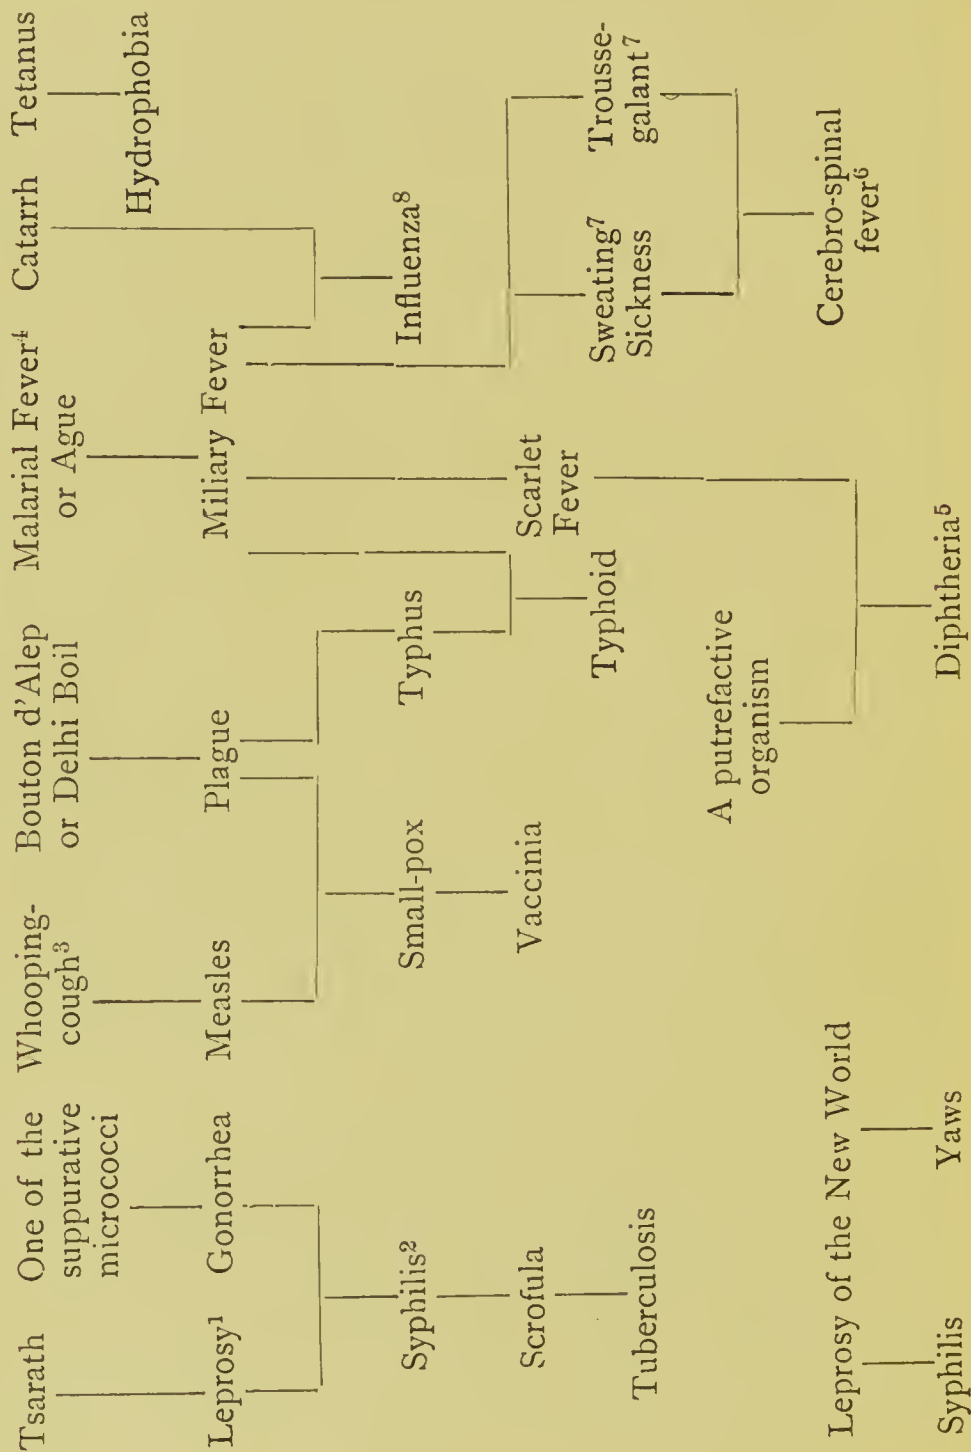 Tsarath
One of the
suppurative
micrococci
Whooping-
cough³
Bouton d'Alep
or Delhi Boil
Malarial Fever⁴
or Ague
Catarrh
Tetanus
Leprosy¹
Gonorrhea
Measles
Plague
Miliary Fever
Hydrophobia
Syphilis²
Small-pox
Typhus
Influenza⁸
Scrofula
Vaccinia
Scarlet
Fever
Typhoid
Sweating⁷
Sickness
Trousse-
galant⁷
Tuberculosis
A putrefactive
organism
Cerebro-spinal
fever⁶
Leprosy of the New World
Syphilis
Yaws
Diphtheria⁵